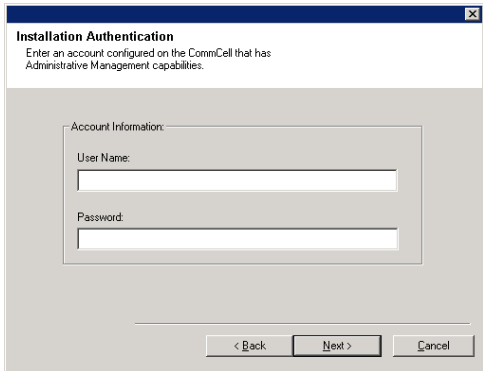 Installation Authentication
Enter an account configured on the CommCell that has
Administrative Management capabilities.
Account Information:
User Name:
Password:
< Back
Next >
Cancel